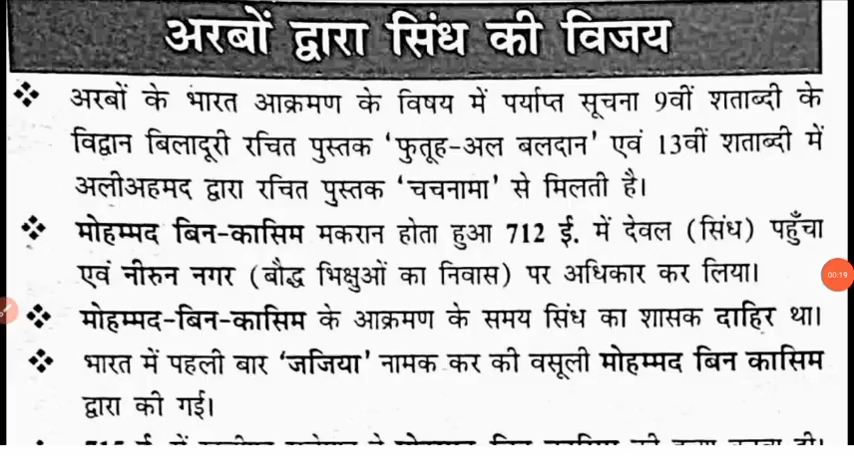 अरबों द्वारा सिंध की विजय
❖ अरबों के भारत आक्रमण के विषय में पर्याप्त सूचना 9वीं शताब्दी के
विद्वान बिलादूरी रचित पुस्तक ‘फुतूह-अल बलदान’ एवं 13वीं शताब्दी में
अलीअहमद द्वारा रचित पुस्तक ‘चचनामा’ से मिलती है।
❖ मोहम्मद बिन-कासिम मकरान होता हुआ 712 ई. में देवल (सिंध) पहुँचा
एवं नीरुन नगर (बौद्ध भिक्षुओं का निवास) पर अधिकार कर लिया।
00:19
❖ मोहम्मद-बिन-कासिम के आक्रमण के समय सिंध का शासक दाहिर था।
❖ भारत में पहली बार ‘जजिया’ नामक कर की वसूली मोहम्मद बिन कासिम
द्वारा की गई।